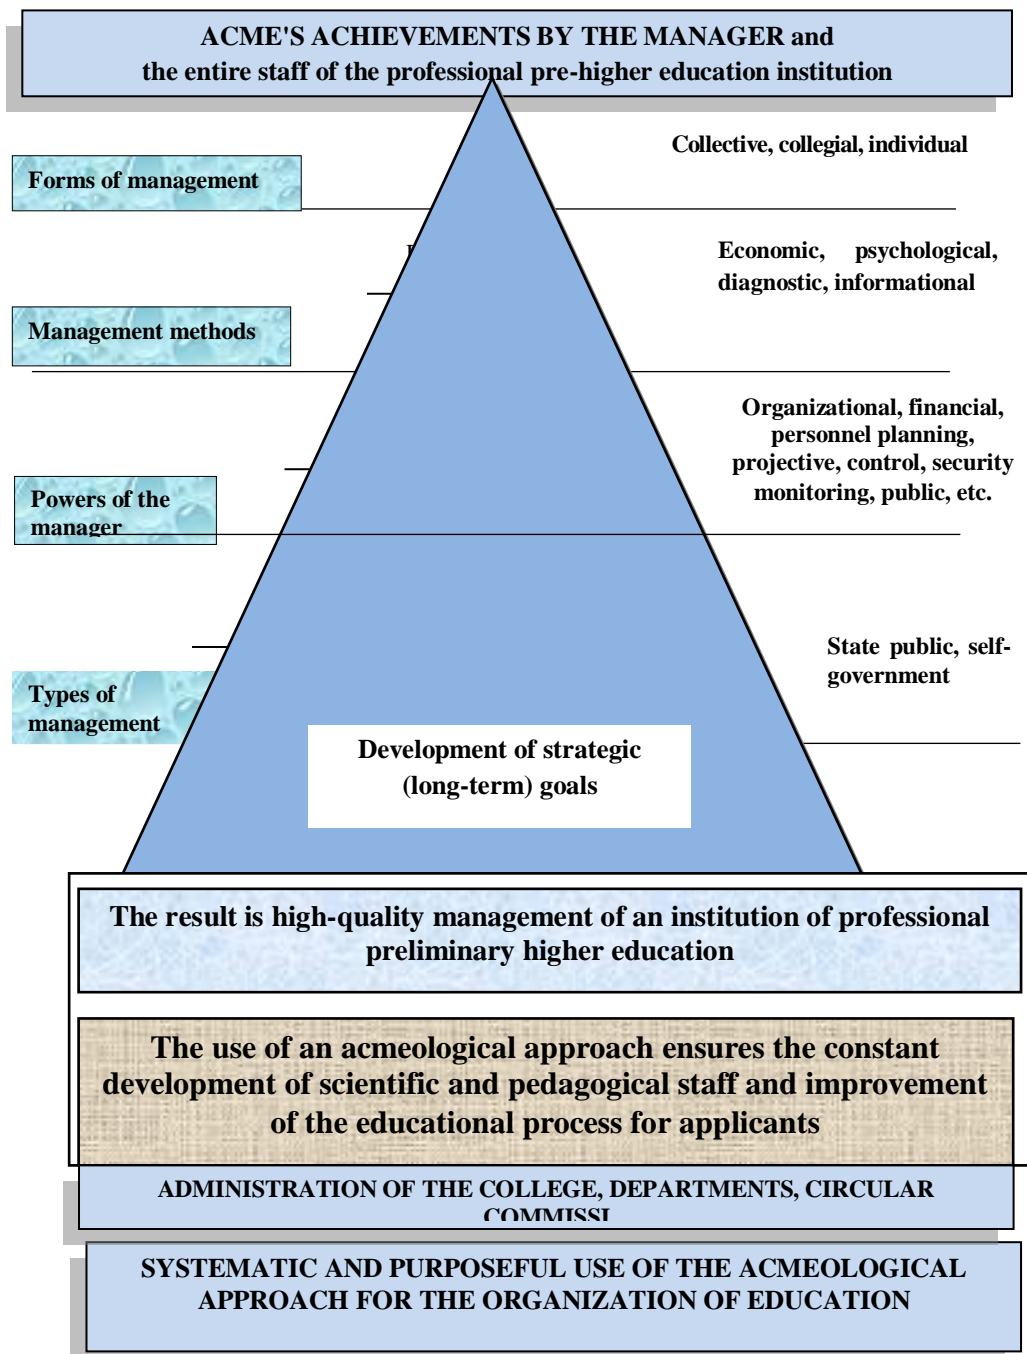 ACME'S ACHIEVEMENTS BY THE MANAGER and
the entire staff of the professional pre-higher education institution
Collective, collegial, individual
Forms of management
Economic, psychological,
diagnostic, informational
Management methods
Organizational, financial,
personnel planning,
projective, control, security
monitoring, public, etc.
Powers of the
manager
State public, self-
government
Types of
management
Development of strategic
(long-term) goals
The result is high-quality management of an institution of professional
preliminary higher education
The use of an acmeological approach ensures the constant
development of scientific and pedagogical staff and improvement
of the educational process for applicants
ADMINISTRATION OF THE COLLEGE, DEPARTMENTS, CIRCULAR
COMMISSI
SYSTEMATIC AND PURPOSEFUL USE OF THE ACMEOLOGICAL
APPROACH FOR THE ORGANIZATION OF EDUCATION